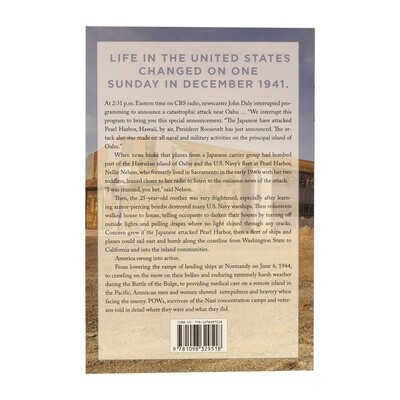 LIFE IN THE UNITED STATES
CHANGED ON ONE
SUNDAY IN DECEMBER 1941.
At 2:31 p.m. Eastern time on CBS radio, newscaster John Daly interrupted pro-
gramming to announce a catastrophic attack near Oahu … “We interrupt this
program to bring you this special announcement. “The Japanese have attacked
Pearl Harbor, Hawaii, by air, President Roosevelt has just announced. The at-
tack also was made on all naval and military activities on the principal island of
Oahu.”
When news broke that planes from a Japanese carrier group had bombed
part of the Hawaiian island of Oahu and the U.S. Navy’s fleet at Pearl Harbor,
Nellie Nelson, who formerly lived in Sacramento in the early 1940s with her two
toddlers, leaned closer to her radio to listen to the ominous news of the attack.
“I was stunned, you bet,” said Nelson.
Then, the 25-year-old mother was very frightened, especially after learn-
ing armor-piercing bombs destroyed many U.S. Navy warships. Then volunteers
walked house to house, telling occupants to darken their houses by turning off
outside lights and pulling drapes where no light shined through any cracks.
Concern grew if the Japanese attacked Pearl Harbor, then a fleet of ships and
planes could sail east and bomb along the coastline from Washington State to
California and into the inland communities.
America swung into action.
From lowering the ramps of landing ships at Normandy on June 6, 1944,
to crawling on the snow on their bellies and enduring extremely harsh weather
during the Battle of the Bulge, to providing medical care on a remote island in
the Pacific, American men and women showed intrepidness and bravery when
facing the enemy. POWs, survivors of the Nazi concentration camps and veter-
ans told in detail where they were and what they did.
ISBN-13: 978-1098329518
9 781098 329518